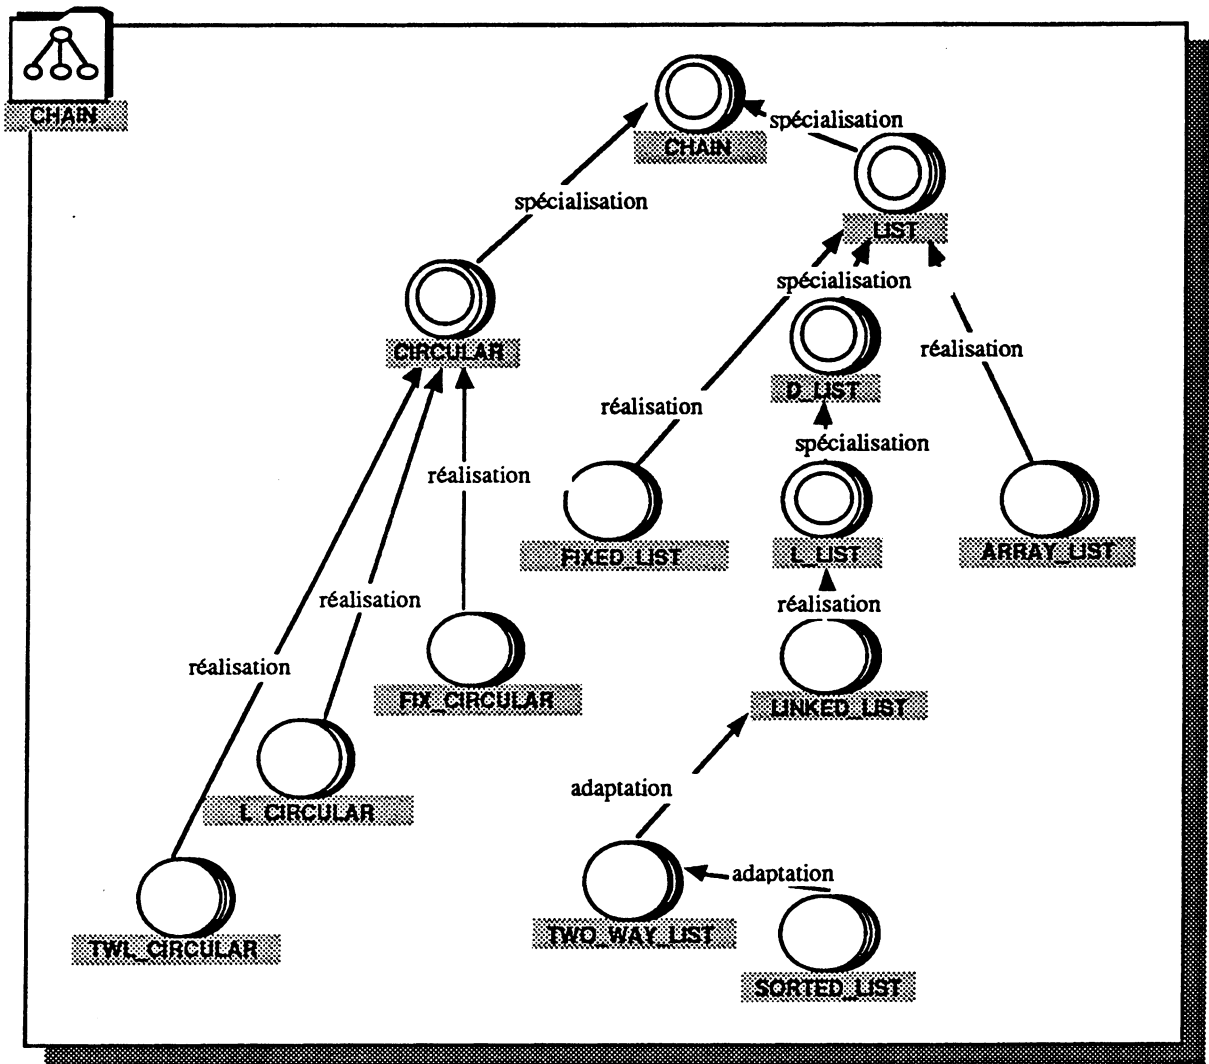 CHAIN
CHAIN
spécialisation
LIST
spécialisation
CIRCULAR
spécialisation
D_LIST
réalisation
réalisation
spécialisation
réalisation
FIXED_LIST
L_LIST
ARRAY_LIST
réalisation
réalisation
réalisation
FIX_CIRCULAR
LINKED_LIST
adaptation
L_CIRCULAR
adaptation
TWL_CIRCULAR
TWO_WAY_LIST
SORTED_LIST